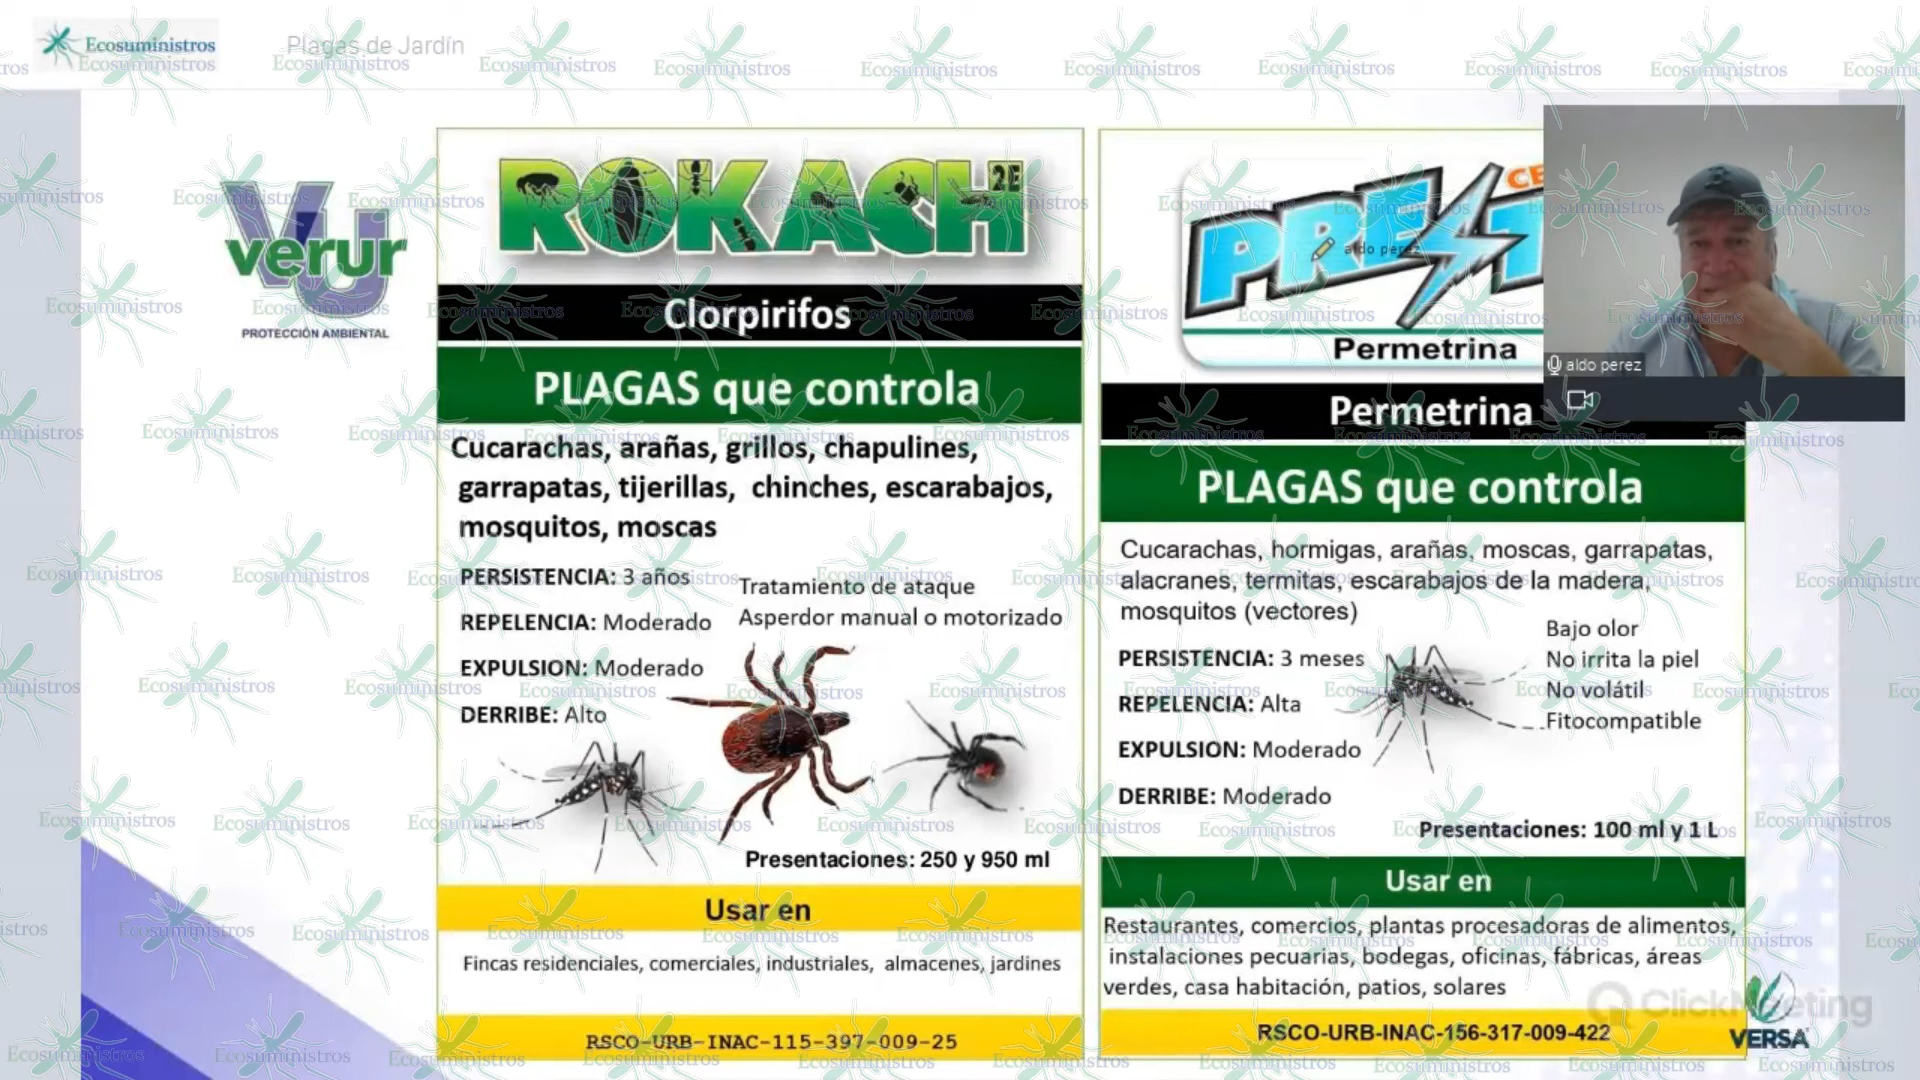 Ecosuministros
Plagas de Jardín
VU
verur
PROTECCIÓN AMBIENTAL
ROKACH 2E
Clorpirifos
PLAGAS que controla
Cucarachas, arañas, grillos, chapulines,
garrapatas, tijerillas, chinches, escarabajos,
mosquitos, moscas
PERSISTENCIA: 3 años
REPELENCIA: Moderado
EXPULSION: Moderado
DERRIBE: Alto
Tratamiento de ataque
Asperdor manual o motorizado
Presentaciones: 250 y 950 ml
Usar en
Fincas residenciales, comerciales, industriales, almacenes, jardines
RSCO-URB-INAC-115-397-009-25
CE
PREST
aldo perez
Permetrina
Permetrina
PLAGAS que controla
Cucarachas, hormigas, arañas, moscas, garrapatas,
alacranes, termitas, escarabajos de la madera,
mosquitos (vectores)
PERSISTENCIA: 3 meses
REPELENCIA: Alta
EXPULSION: Moderado
DERRIBE: Moderado
Bajo olor
No irrita la piel
No volátil
Fitocompatible
Presentaciones: 100 ml y 1 L
Usar en
Restaurantes, comercios, plantas procesadoras de alimentos,
instalaciones pecuarias, bodegas, oficinas, fábricas, áreas
verdes, casa habitación, patios, solares
RSCO-URB-INAC-156-317-009-422
aldo perez
ClickMeeting
VERSA